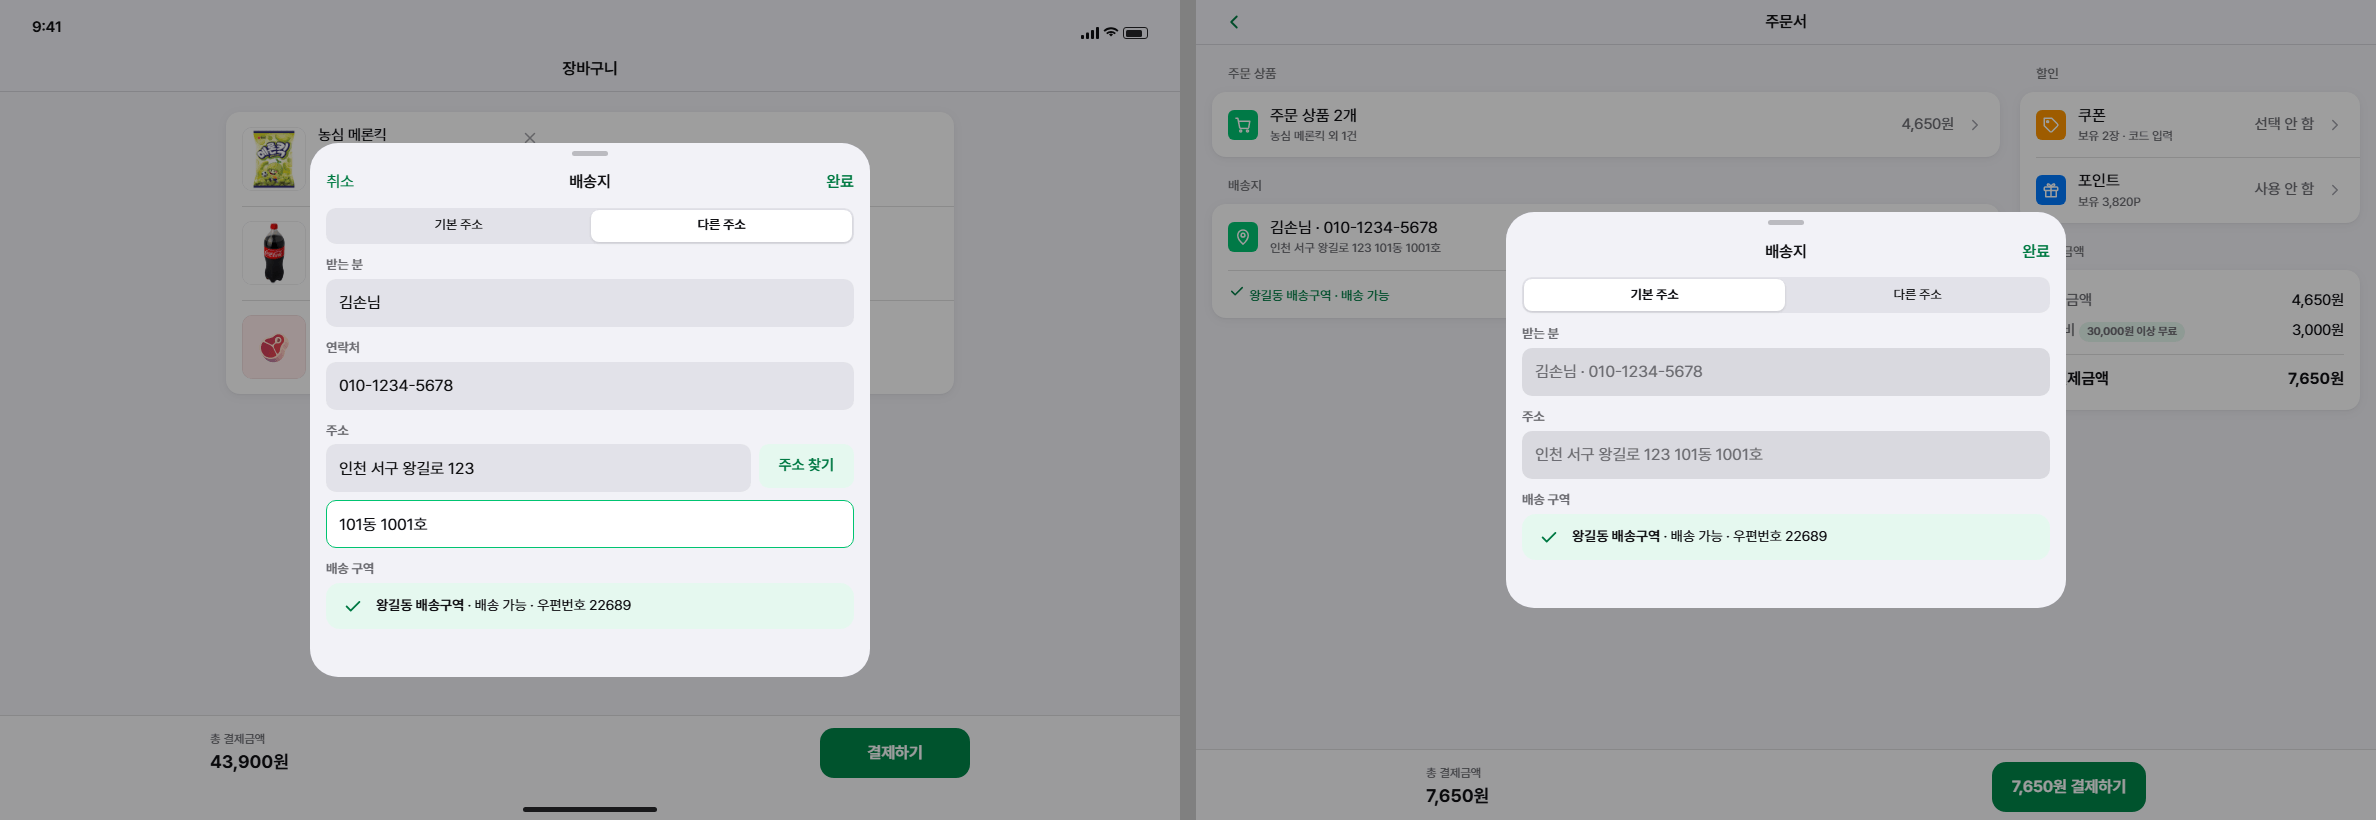 9:41
장바구니
농심 메론킥
취소
배송지
완료
기본 주소
다른 주소
받는 분
김손님
연락처
010-1234-5678
주소
인천 서구 왕길로 123
주소 찾기
101동 1001호
배송 구역
왕길동 배송구역 · 배송 가능 · 우편번호 22689
총 결제금액
43,900원
결제하기
주문서
주문 상품
주문 상품 2개
농심 메론킥 외 1건
4,650원
배송지
김손님 · 010-1234-5678
인천 서구 왕길로 123 101동 1001호
왕길동 배송구역 · 배송 가능
할인
쿠폰
보유 2장 · 코드 입력
선택 안 함
포인트
보유 3,820P
사용 안 함
금액
금액
4,650원
비
30,000원 이상 무료
3,000원
제금액
7,650원
배송지
완료
기본 주소
다른 주소
받는 분
김손님 · 010-1234-5678
주소
인천 서구 왕길로 123 101동 1001호
배송 구역
왕길동 배송구역 · 배송 가능 · 우편번호 22689
총 결제금액
7,650원
7,650원 결제하기